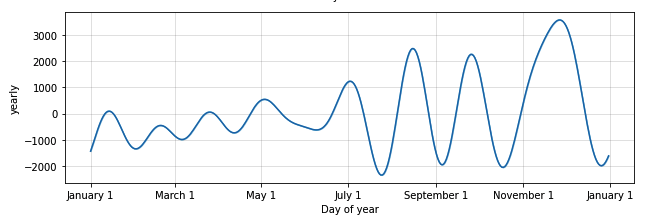 3000
2000
1000
0
−1000
−2000
yearly
January 1 March 1 May 1 July 1 September 1 November 1 January 1
Day of year